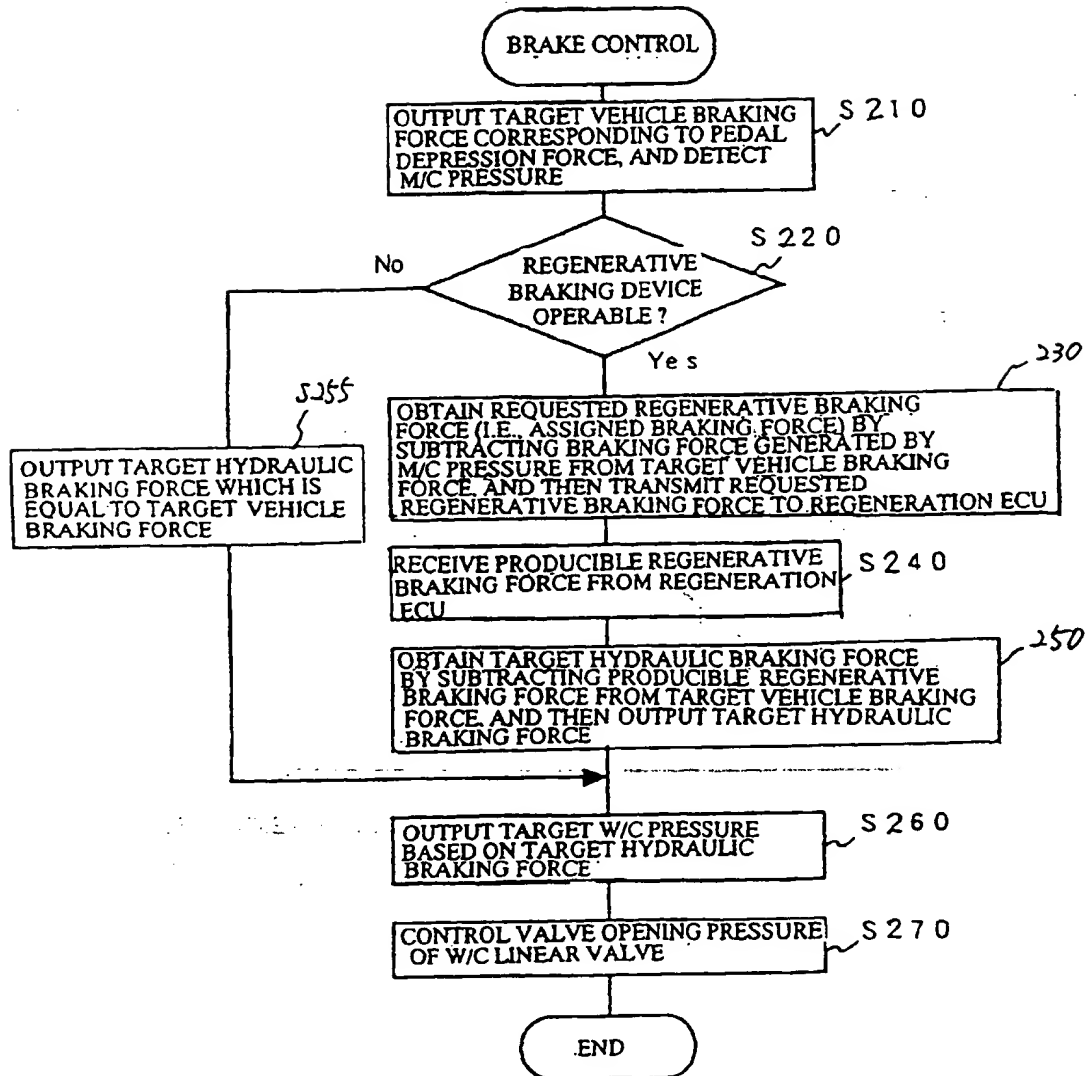 BRAKE CONTROL
OUTPUT TARGET VEHICLE BRAKING
FORCE CORRESPONDING TO PEDAL
DEPRESSION FORCE, AND DETECT
M/C PRESSURE
S210
S220
No
REGENERATIVE
BRAKING DEVICE
OPERABLE ?
Yes
230
S255
OBTAIN REQUESTED REGENERATIVE BRAKING
FORCE (I.E., ASSIGNED BRAKING FORCE) BY
SUBTRACTING BRAKING FORCE GENERATED BY
M/C PRESSURE FROM TARGET VEHICLE BRAKING
FORCE, AND THEN TRANSMIT REQUESTED
REGENERATIVE BRAKING FORCE TO REGENERATION ECU
OUTPUT TARGET HYDRAULIC
BRAKING FORCE WHICH IS
EQUAL TO TARGET VEHICLE
BRAKING FORCE
RECEIVE PRODUCIBLE REGENERATIVE
BRAKING FORCE FROM REGENERATION
ECU
S240
250
OBTAIN TARGET HYDRAULIC BRAKING FORCE
BY SUBTRACTING PRODUCIBLE REGENERATIVE
BRAKING FORCE FROM TARGET VEHICLE BRAKING
FORCE, AND THEN OUTPUT TARGET HYDRAULIC
BRAKING FORCE
OUTPUT TARGET W/C PRESSURE
BASED ON TARGET HYDRAULIC
BRAKING FORCE
S260
CONTROL VALVE OPENING PRESSURE
OF W/C LINEAR VALVE
S270
END